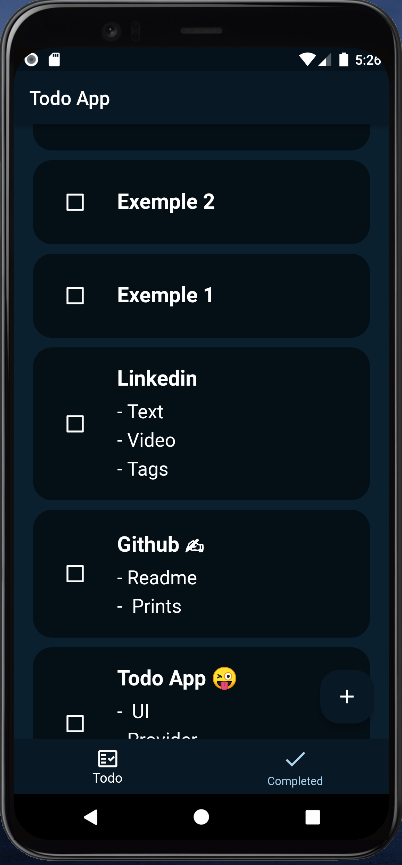 5:26
Todo App
Exemple 2
Exemple 1
Linkedin
- Text
- Video
- Tags
Github ✍
- Readme
- Prints
Todo App 😜
- UI
- Provider
Todo
Completed